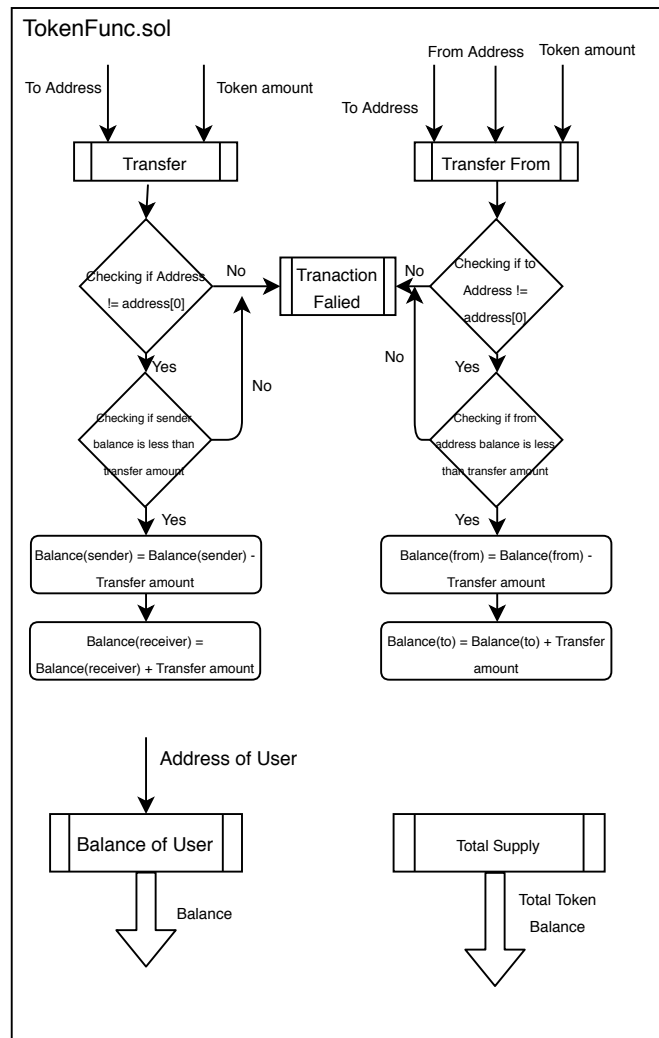 TokenFunc.sol
From Address
Token amount
To Address
Token amount
To Address
Transfer
Transfer From
Checking if Address
!= address[0]
No
Tranaction
Falied
No
Checking if to
Address !=
address[0]
Yes
No
No
Yes
Checking if sender
balance is less than
transfer amount
Checking if from
address balance is less
than transfer amount
Yes
Yes
Balance(sender) = Balance(sender) -
Transfer amount
Balance(from) = Balance(from) -
Transfer amount
Balance(receiver) =
Balance(receiver) + Transfer amount
Balance(to) = Balance(to) + Transfer
amount
Address of User
Balance of User
Total Supply
Balance
Total Token
Balance